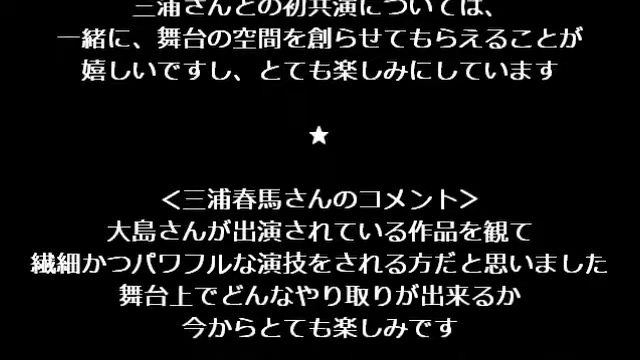 三浦さんとの初共演については、
一緒に、舞台の空間を創らせてもらえることが
嬉しいですし、とても楽しみにしています
★
＜三浦春馬さんのコメント＞
大島さんが出演されている作品を観て
繊細かつパワフルな演技をされる方だと思いました
舞台上でどんなやり取りが出来るか
今からとても楽しみです